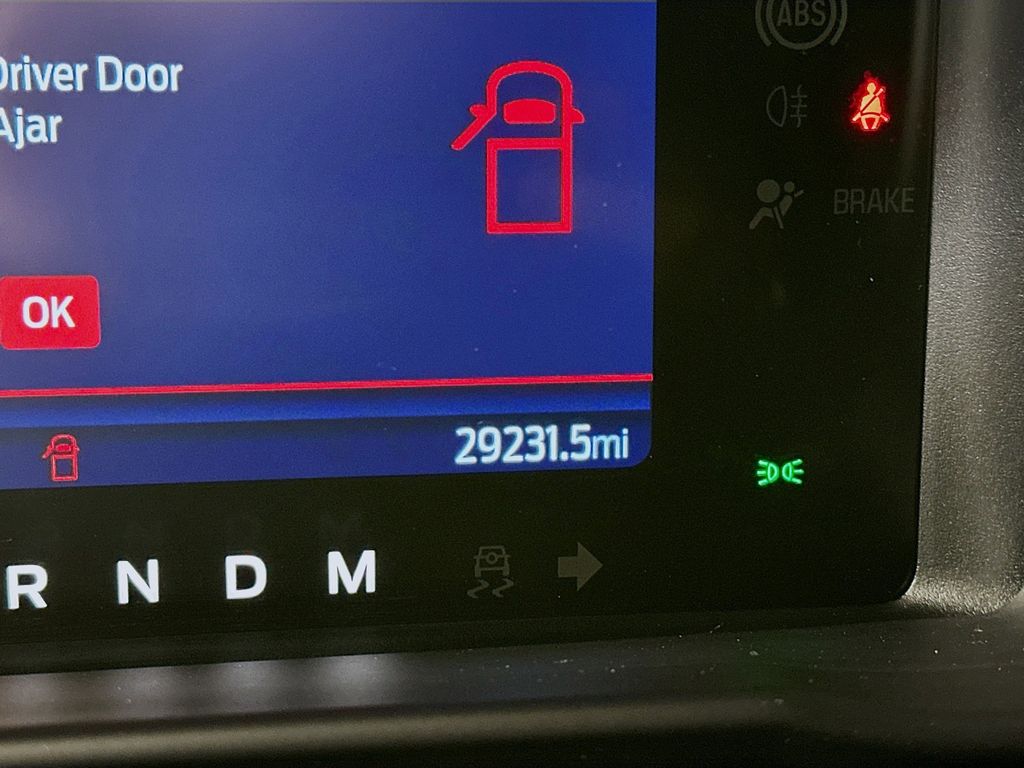 Driver Door
Ajar
OK
29231.5mi
R N D M
ABS
BRAKE